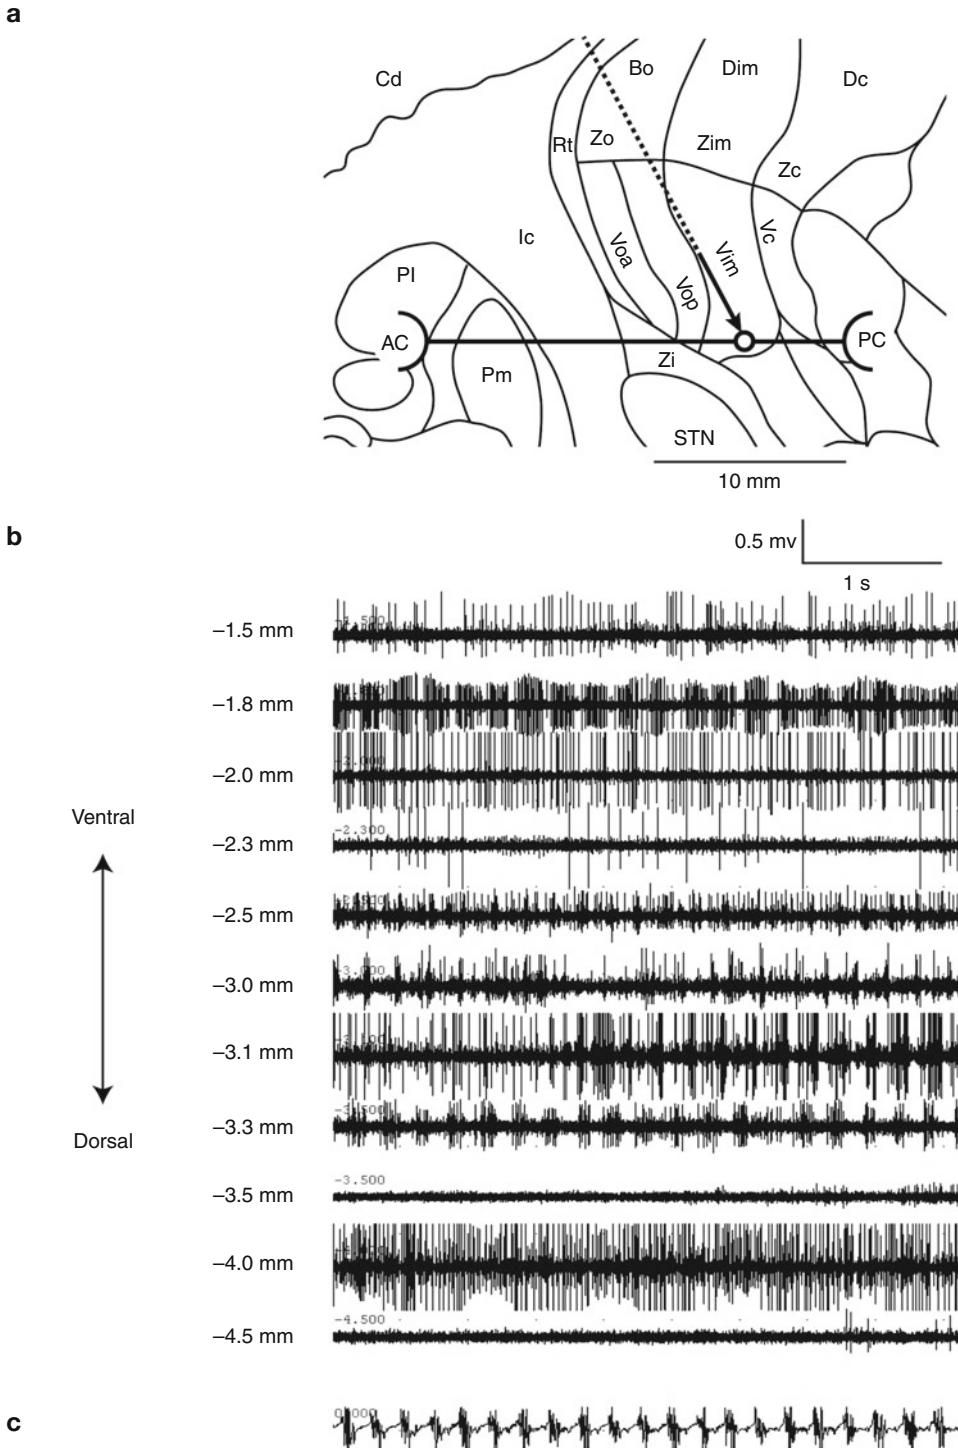 a
Cd
Bo
Dim
Dc
Rt
Zo
Zim
Zc
Ic
Voa
Vop
Vim
Vc
Pl
AC
PC
Pm
Zi
STN
10 mm
b
0.5 mv
1 s
–1.5 mm
–1.8 mm
–2.0 mm
Ventral
–2.3 mm
-2.300
–2.5 mm
–3.0 mm
–3.1 mm
–3.3 mm
Dorsal
–3.5 mm
-3.500
–4.0 mm
–4.5 mm
-4.500
c